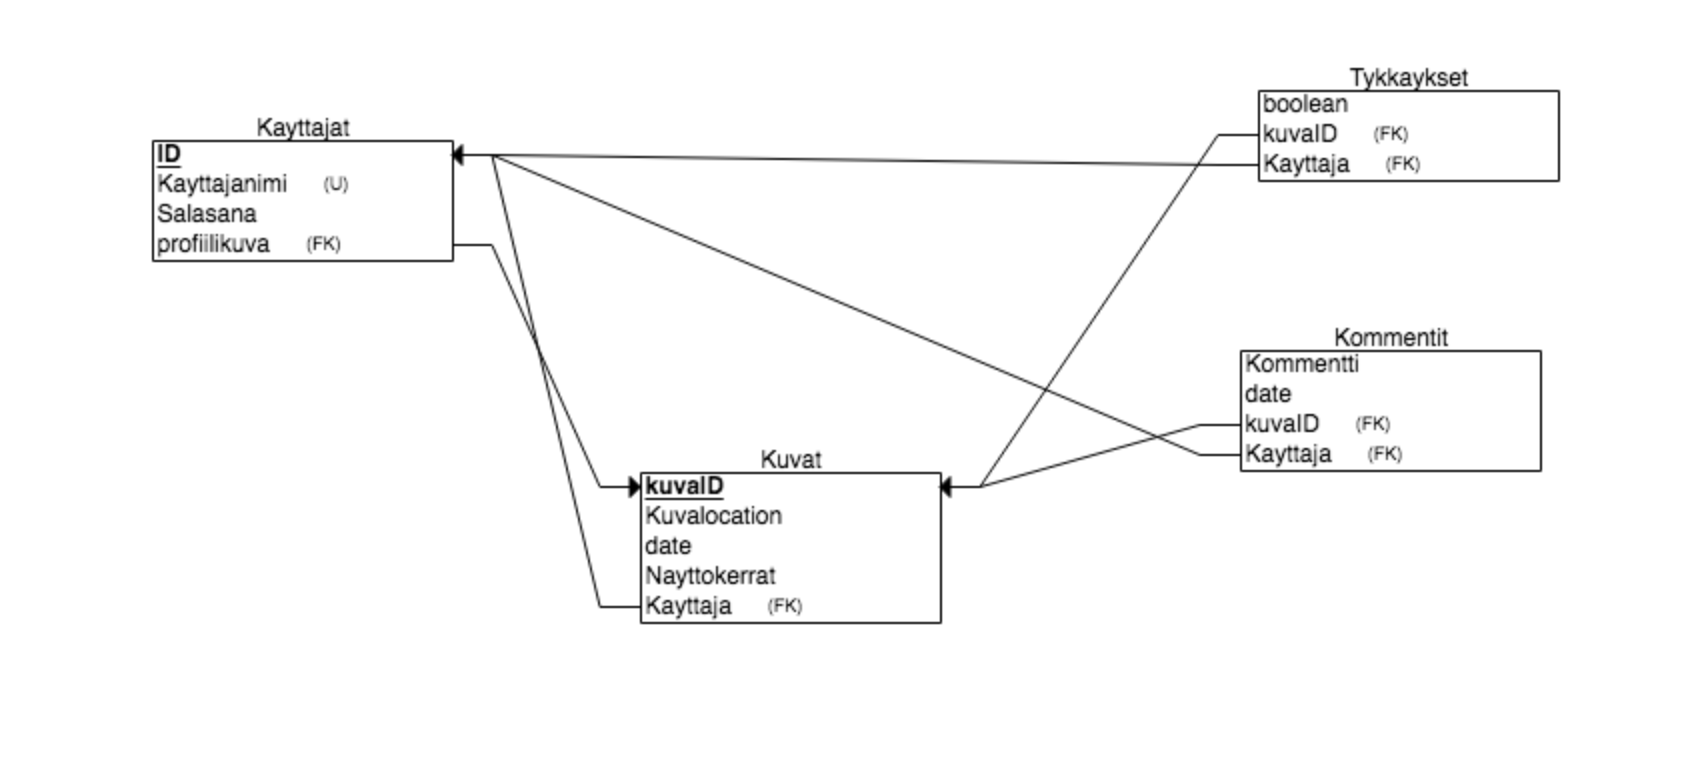 Kayttajat
ID
Kayttajanimi (U)
Salasana
profiilikuva (FK)
Tykkaykset
boolean
kuvaID (FK)
Kayttaja (FK)
Kommentit
Kommentti
date
kuvaID (FK)
Kayttaja (FK)
Kuvat
kuvaID
Kuvalocation
date
Nayttokerrat
Kayttaja (FK)